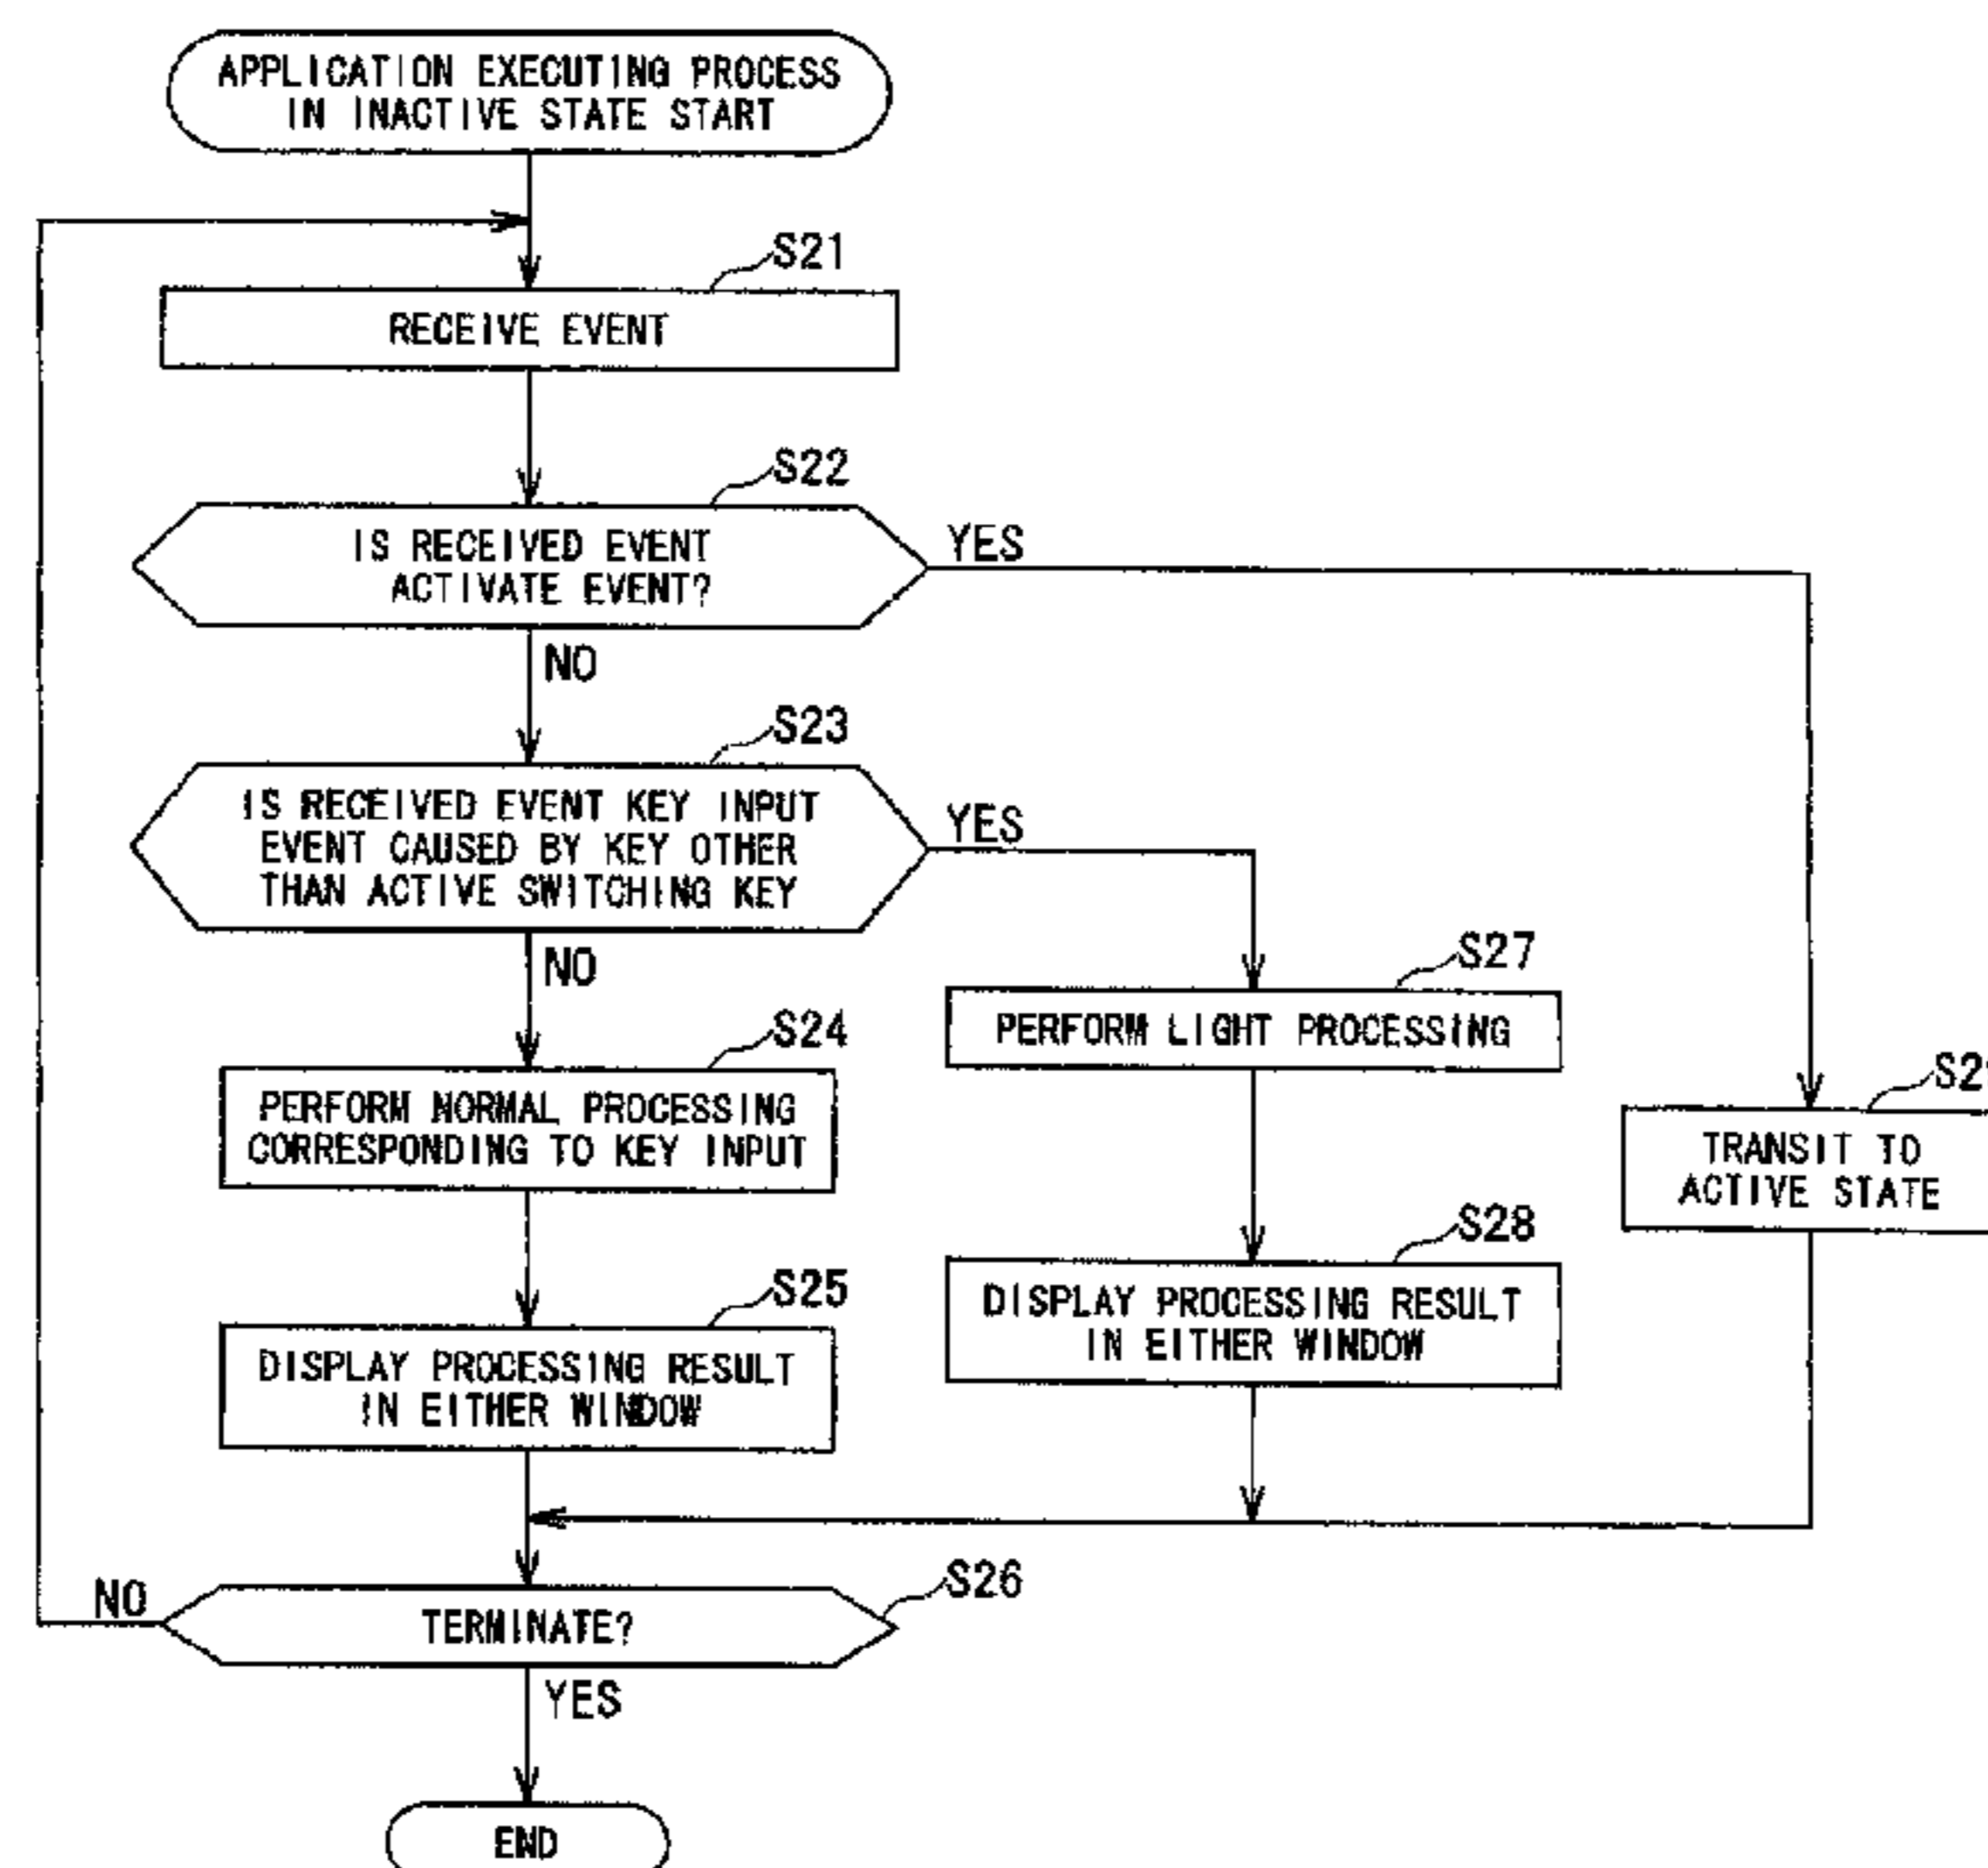 APPLICATION EXECUTING PROCESS
IN INACTIVE STATE START
S21
RECEIVE EVENT
S22
IS RECEIVED EVENT
ACTIVATE EVENT?
YES
NO
S23
IS RECEIVED EVENT KEY INPUT
EVENT CAUSED BY KEY OTHER
THAN ACTIVE SWITCHING KEY
YES
NO
S27
PERFORM LIGHT PROCESSING
S24
PERFORM NORMAL PROCESSING
CORRESPONDING TO KEY INPUT
TRANSIT TO
ACTIVE STATE
S28
DISPLAY PROCESSING RESULT
IN EITHER WINDOW
S25
DISPLAY PROCESSING RESULT
IN EITHER WINDOW
S26
NO
TERMINATE?
YES
END